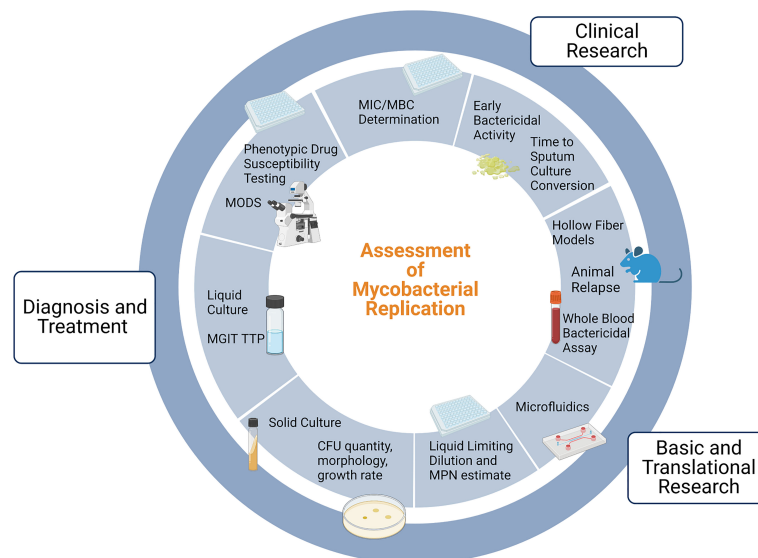 Clinical
Research
MIC/MBC
Determination
Early
Bactericidal
Activity
Time to
Sputum
Culture
Conversion
Phenotypic Drug
Susceptibility
Testing
MODS
Hollow Fiber
Models
Animal
Relapse
Whole Blood
Bactericidal
Assay
Assessment
of
Mycobacterial
Replication
Diagnosis and
Treatment
Liquid
Culture
MGIT TTP
Solid Culture
CFU quantity,
morphology,
growth rate
Liquid Limiting
Dilution and
MPN estimate
Microfluidics
Basic and
Translational
Research